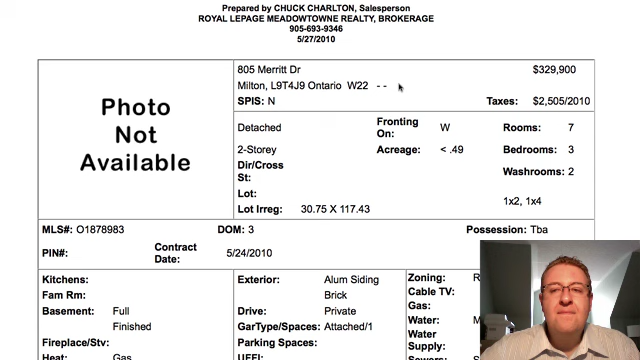 Prepared by CHUCK CHARLTON, Salesperson
ROYAL LEPAGE MEADOWTOWNE REALTY, BROKERAGE
905-693-9346
5/27/2010
Photo
Not
Available
805 Merritt Dr $329,900
Milton, L9T4J9 Ontario W22 - -
SPIS: N Taxes: $2,505/2010
Detached Fronting On: W Rooms: 7
2-Storey Acreage: < .49 Bedrooms: 3
Dir/Cross St: Washrooms: 2
Lot: 1x2, 1x4
Lot Irreg: 30.75 X 117.43
MLS#: O1878983 DOM: 3 Possession: Tba
PIN#: Contract Date: 5/24/2010
Kitchens: Exterior: Alum Siding Zoning: R
Fam Rm: Brick Cable TV:
Basement: Full Drive: Private Gas:
Finished GarType/Spaces: Attached/1 Water: M
Fireplace/Stv: Parking Spaces: Water Supply:
Heat: Gas UFFI: Sewers: